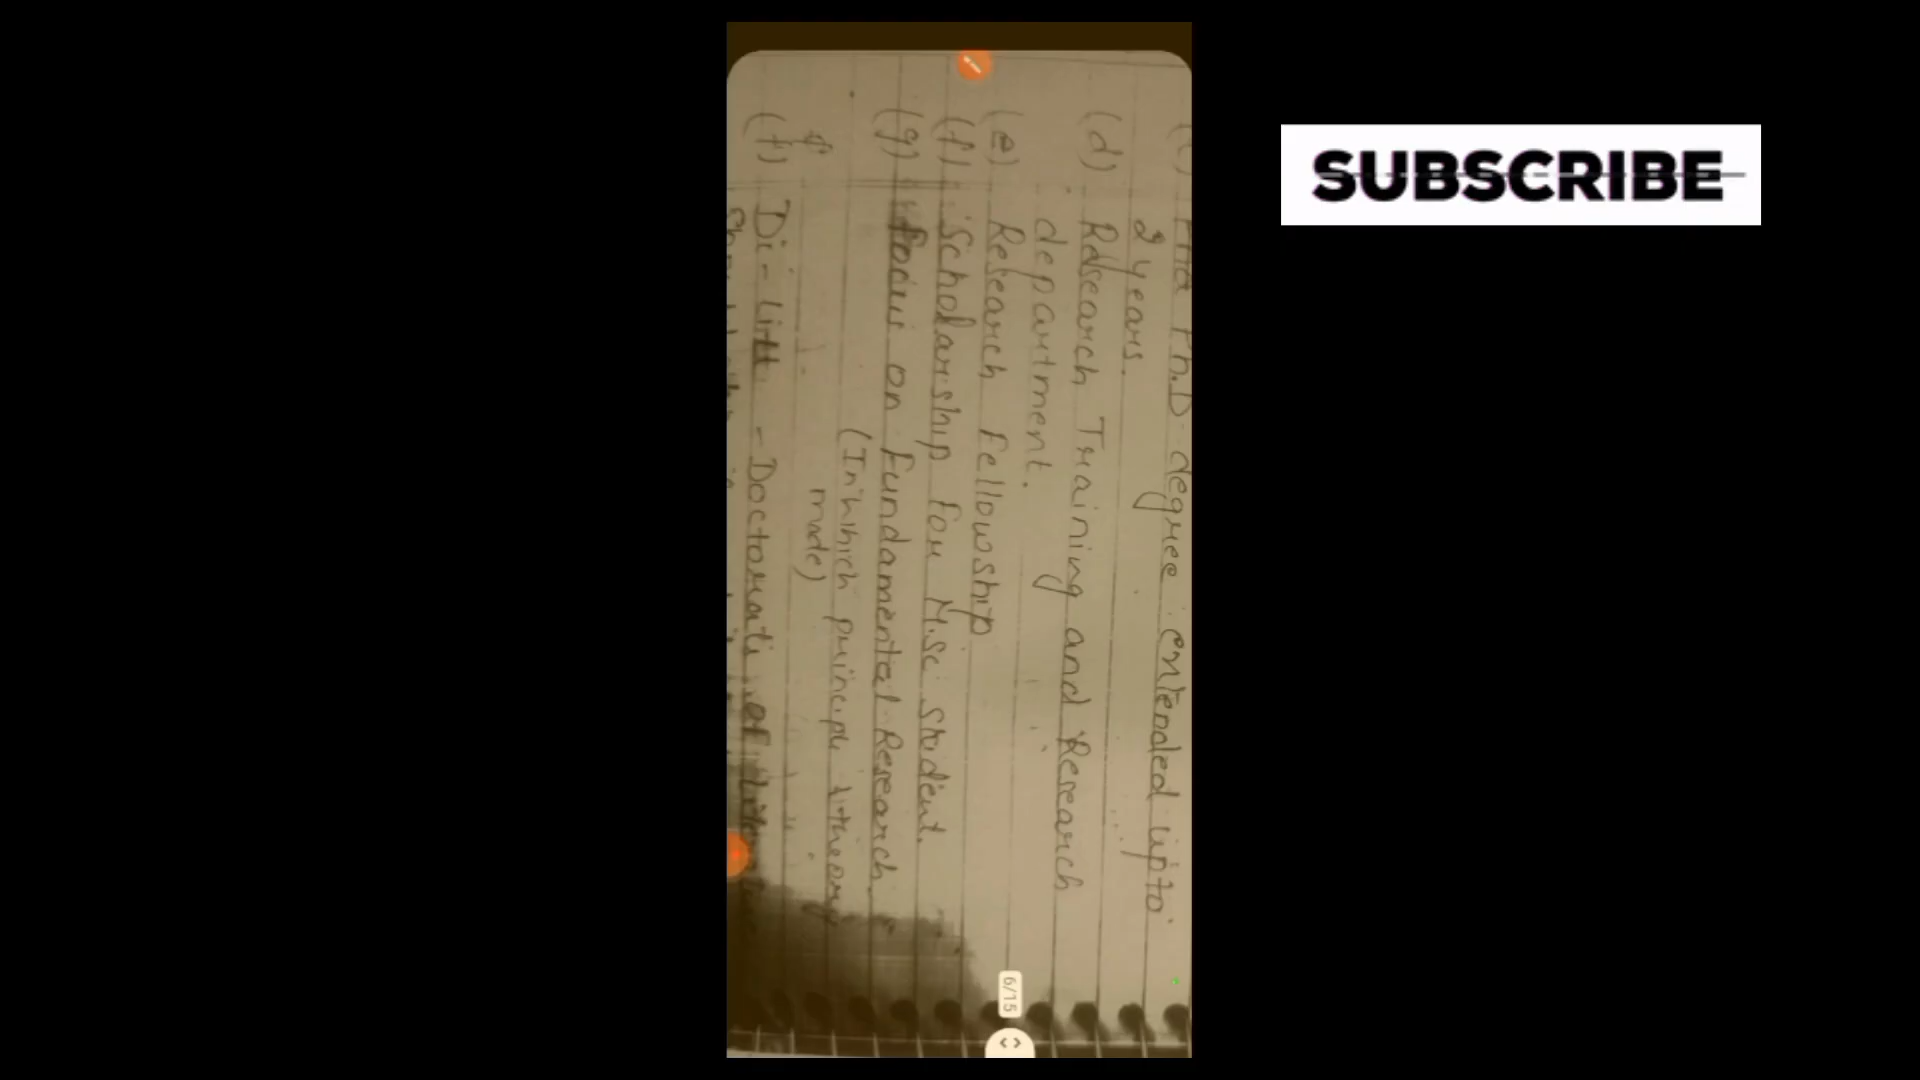 Ph.D. degree extended upto
2 years.
(d) Research Training and Research
department.
(e) Research Fellowship
(f) Scholarship For M.Sc student.
(g) focus on Fundamental Research.
(In which principle
made)
(f) Di-Litt - Doctorati of
6/15
SUBSCRIBE